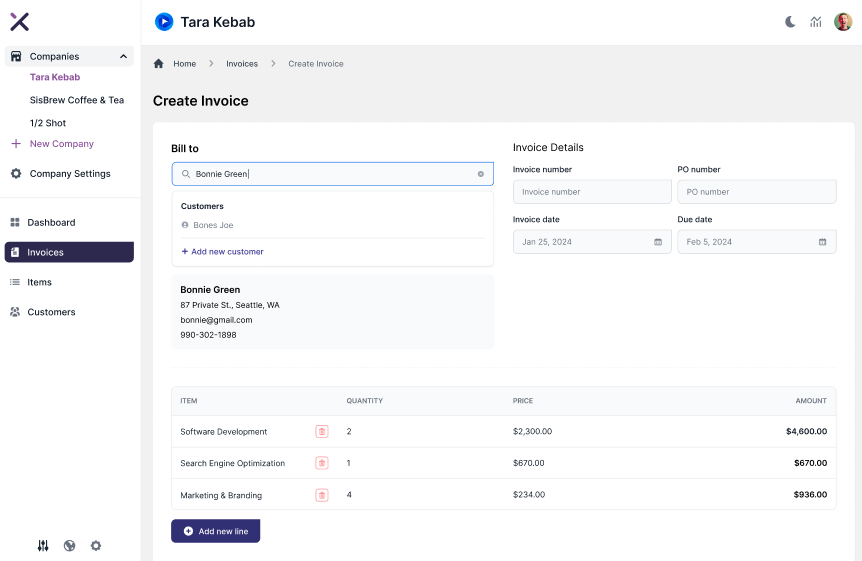 Tara Kebab
Companies
Tara Kebab
SisBrew Coffee & Tea
1/2 Shot
New Company
Company Settings
Dashboard
Invoices
Items
Customers
Home
Invoices
Create Invoice
Create Invoice
Bill to
Bonnie Green
Customers
Bones Joe
+ Add new customer
Bonnie Green
87 Private St., Seattle, WA
bonnie@gmail.com
990-302-1898
Invoice Details
Invoice number PO number
Invoice number PO number
Invoice date Due date
Jan 25, 2024 Feb 5, 2024
ITEM QUANTITY PRICE AMOUNT
Software Development 2 $2,300.00 $4,600.00
Search Engine Optimization 1 $670.00 $670.00
Marketing & Branding 4 $234.00 $936.00
Add new line